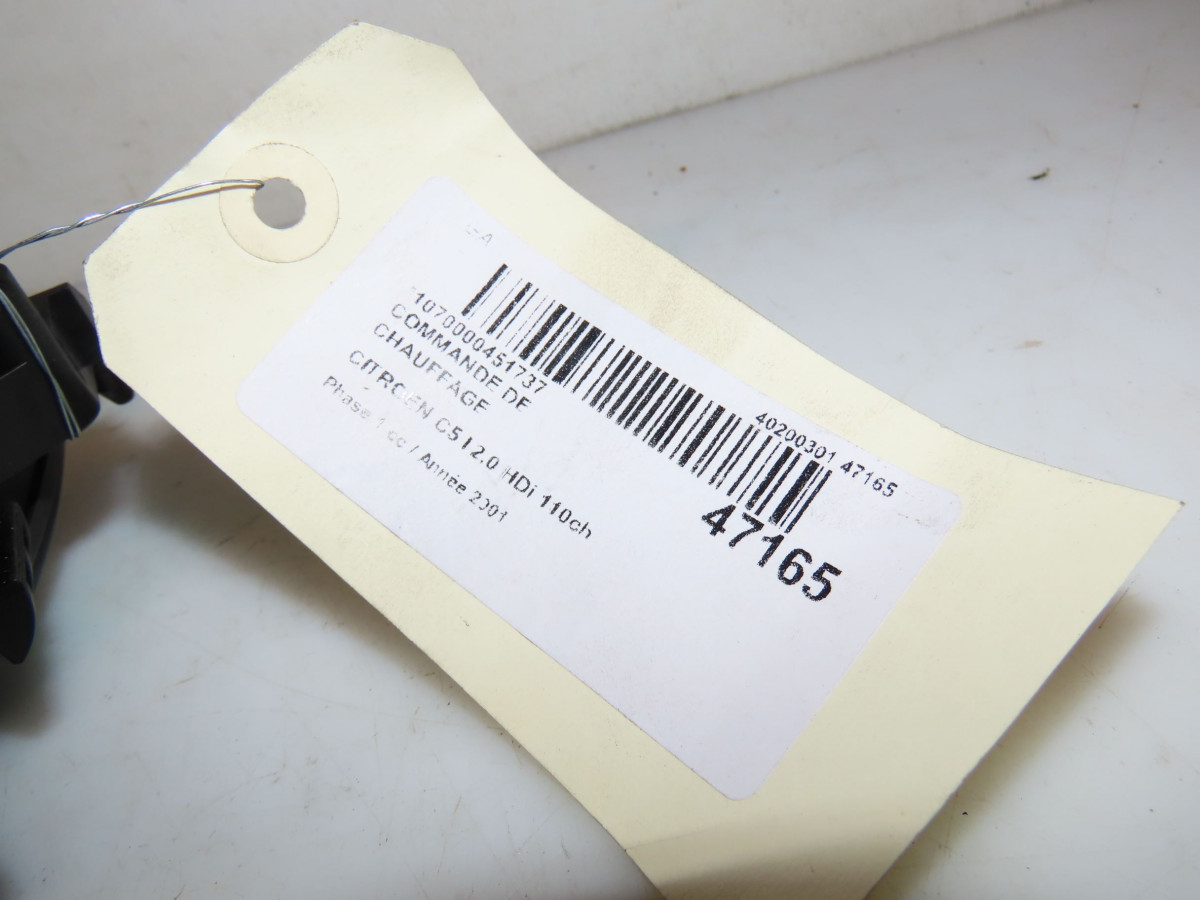 1070000451737
COMMANDE DE
CHAUFFAGE
CITROEN C5 I 2.0 HDi 110ch
Phase 1 cc / Année 2001
40200301 47165
47165